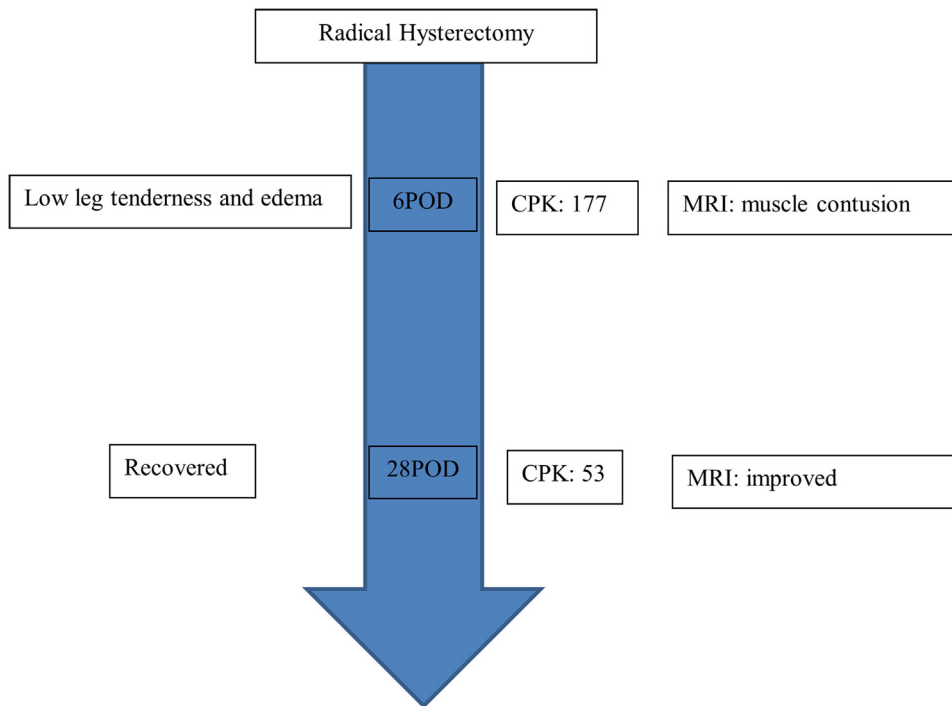 Radical Hysterectomy
Low leg tenderness and edema
6POD
CPK: 177
MRI: muscle contusion
Recovered
28POD
CPK: 53
MRI: improved